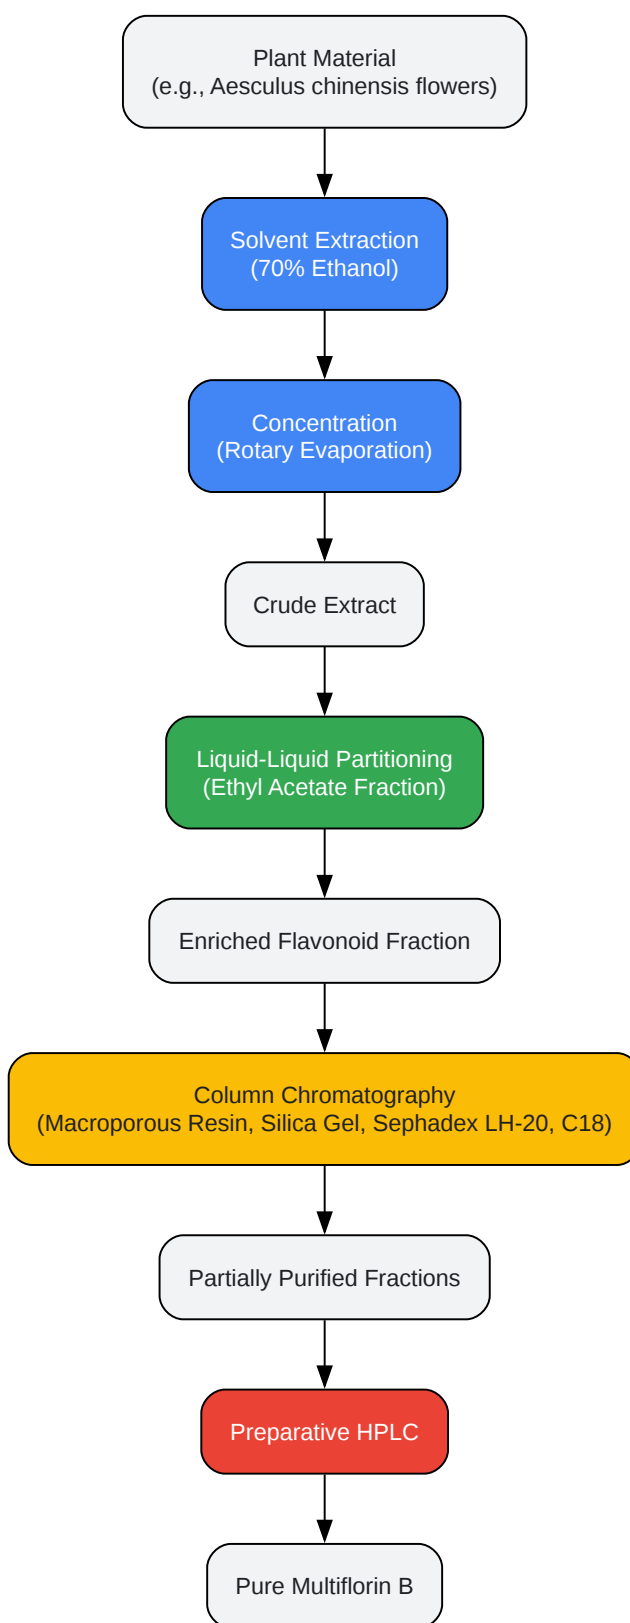 Plant Material
(e.g., Aesculus chinensis flowers)
Solvent Extraction
(70% Ethanol)
Concentration
(Rotary Evaporation)
Crude Extract
Liquid-Liquid Partitioning
(Ethyl Acetate Fraction)
Enriched Flavonoid Fraction
Column Chromatography
(Macroporous Resin, Silica Gel, Sephadex LH-20, C18)
Partially Purified Fractions
Preparative HPLC
Pure Multiflorin B